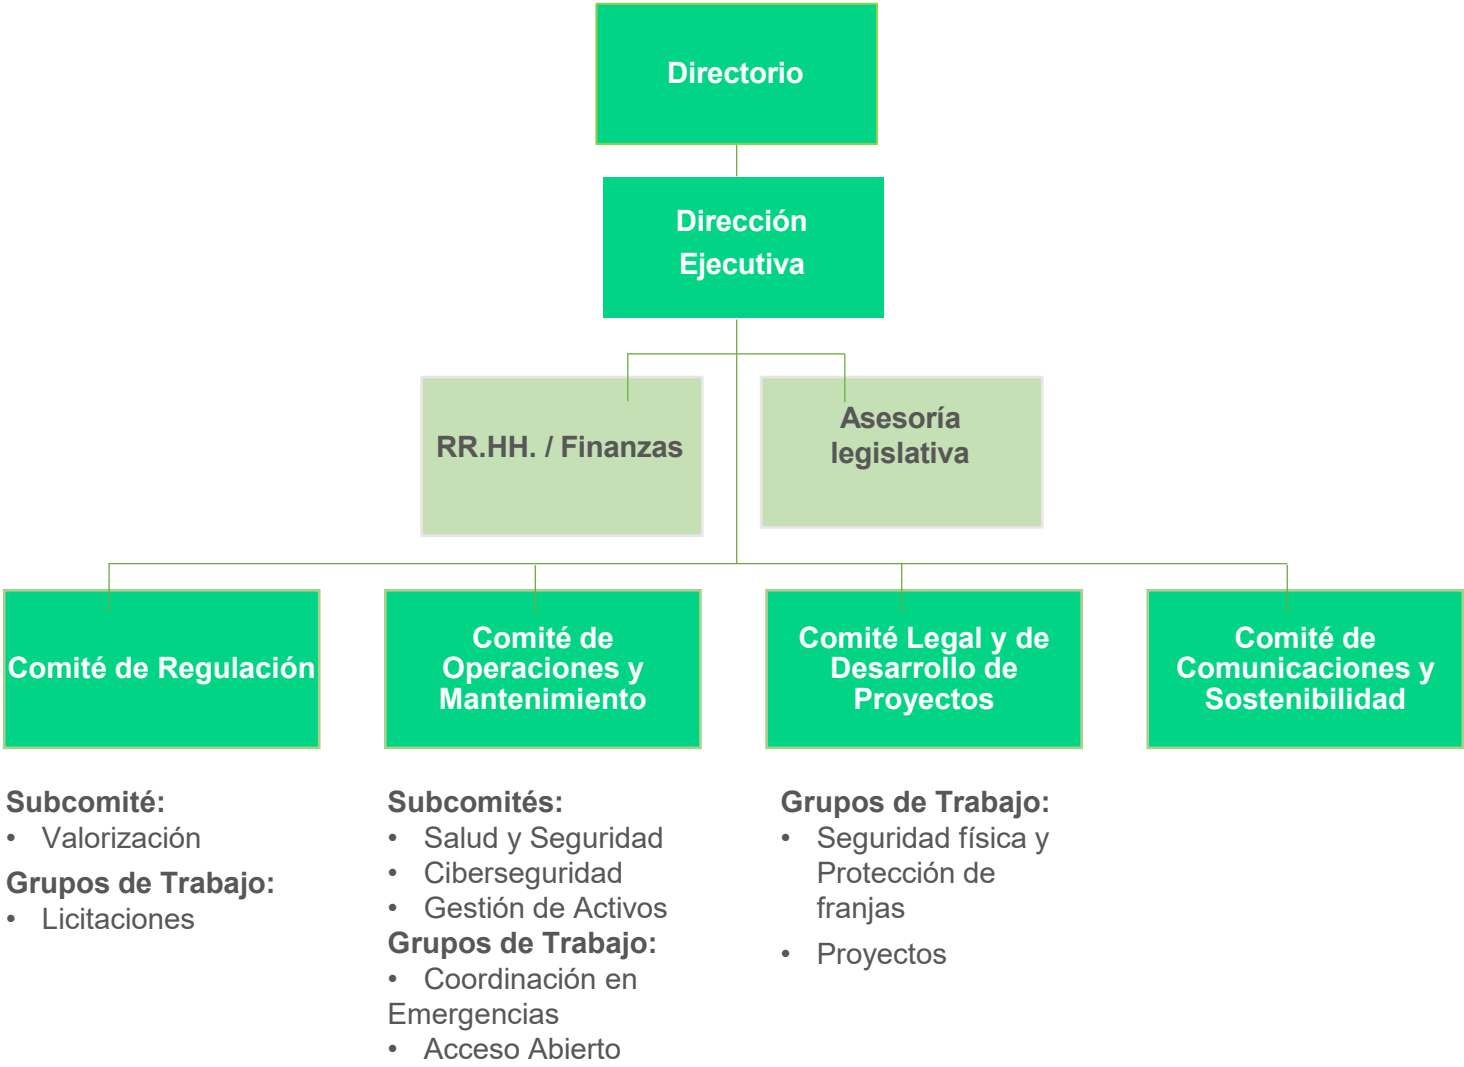 Directorio
Dirección
Ejecutiva
RR.HH. / Finanzas
Asesoría
legislativa
Comité de Regulación
Comité de
Operaciones y
Mantenimiento
Comité Legal y de
Desarrollo de
Proyectos
Comité de
Comunicaciones y
Sostenibilidad
Subcomité:
• Valorización
Grupos de Trabajo:
• Licitaciones
Subcomités:
• Salud y Seguridad
• Ciberseguridad
• Gestión de Activos
Grupos de Trabajo:
• Coordinación en
Emergencias
• Acceso Abierto
Grupos de Trabajo:
• Seguridad física y
Protección de
franjas
• Proyectos